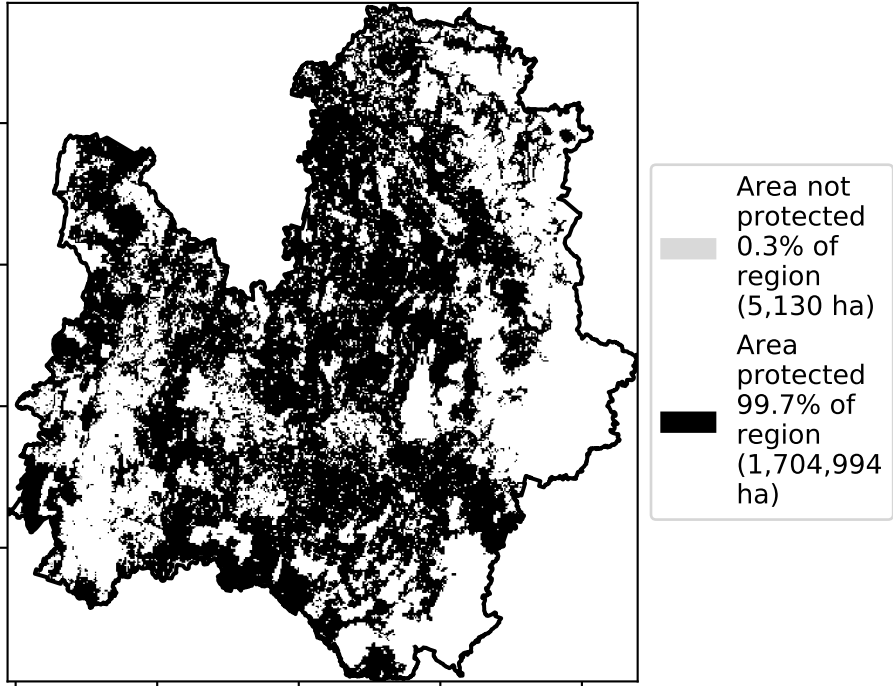 Area not
protected
0.3% of
region
(5,130 ha)
Area
protected
99.7% of
region
(1,704,994
ha)